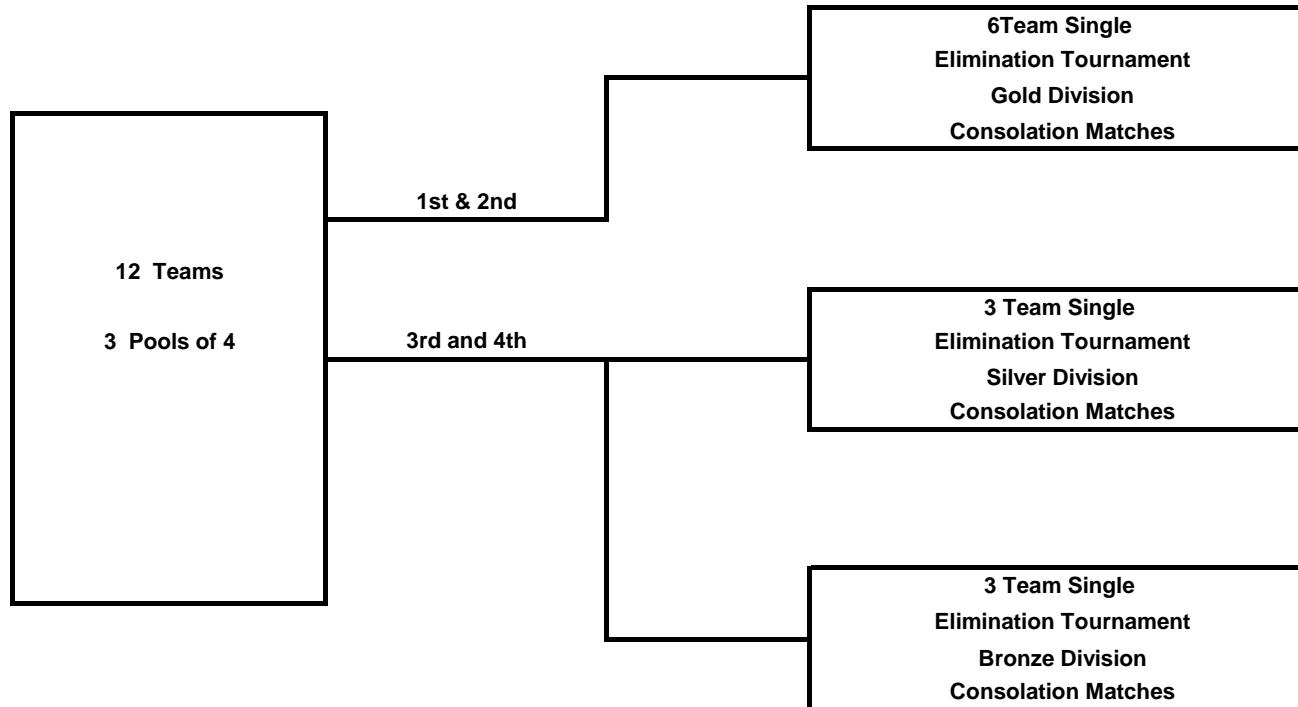 12 Teams
3 Pools of 4
1st & 2nd
3rd and 4th
6Team Single
Elimination Tournament
Gold Division
Consolation Matches
3 Team Single
Elimination Tournament
Silver Division
Consolation Matches
3 Team Single
Elimination Tournament
Bronze Division
Consolation Matches